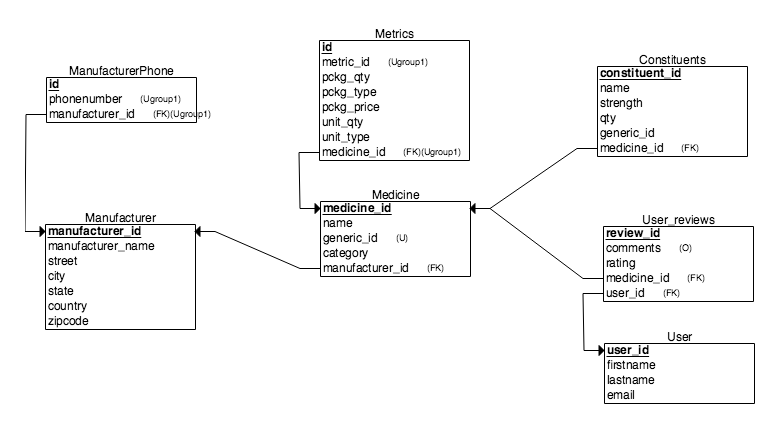 ManufacturerPhone
id
phonenumber (Ugroup1)
manufacturer_id (FK)(Ugroup1)
Metrics
id
metric_id (Ugroup1)
pckg_qty
pckg_type
pckg_price
unit_qty
unit_type
medicine_id (FK)(Ugroup1)
Constituents
constituent_id
name
strength
qty
generic_id
medicine_id (FK)
Manufacturer
manufacturer_id
manufacturer_name
street
city
state
country
zipcode
Medicine
medicine_id
name
generic_id (U)
category
manufacturer_id (FK)
User_reviews
review_id
comments (O)
rating
medicine_id (FK)
user_id (FK)
User
user_id
firstname
lastname
email